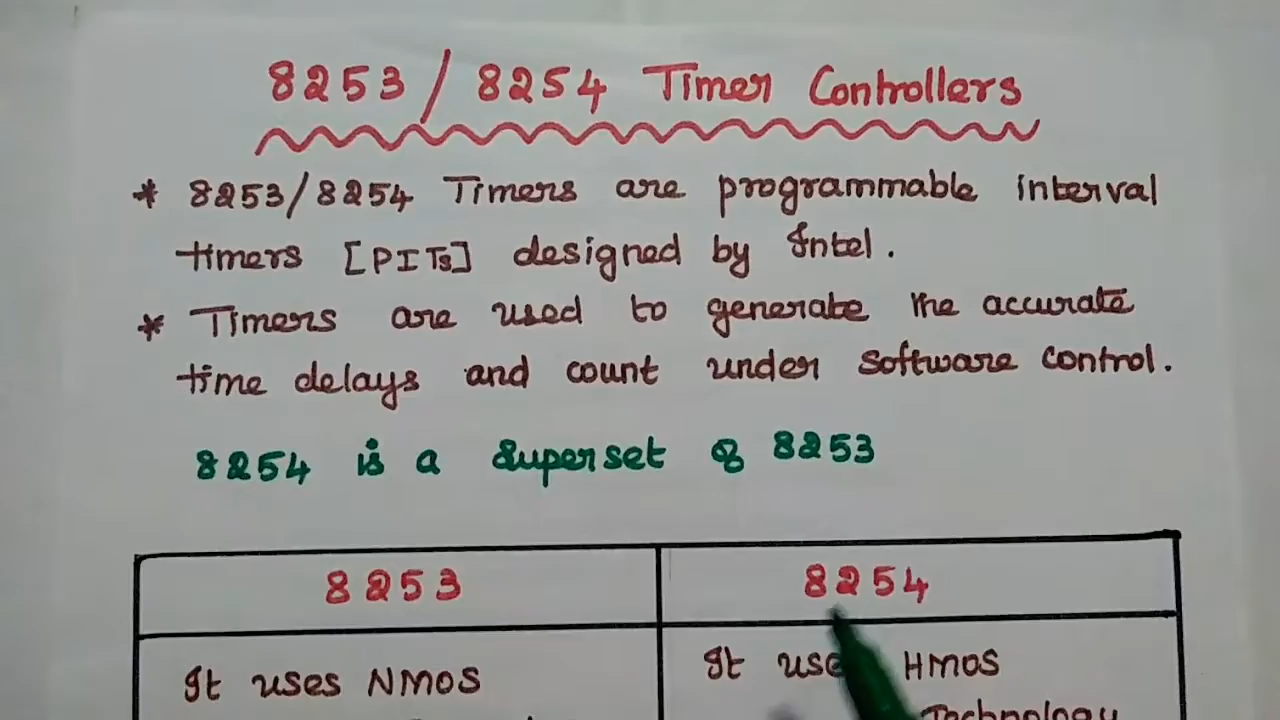 8253/8254 Timer Controllers
* 8253/8254 Timers are programmable interval
timers [PITs] designed by Intel.
* Timers are used to generate the accurate
time delays and count under software control.
8254 is a Superset of 8253
8253 8254
It uses NMOS It uses HMOS
Technology